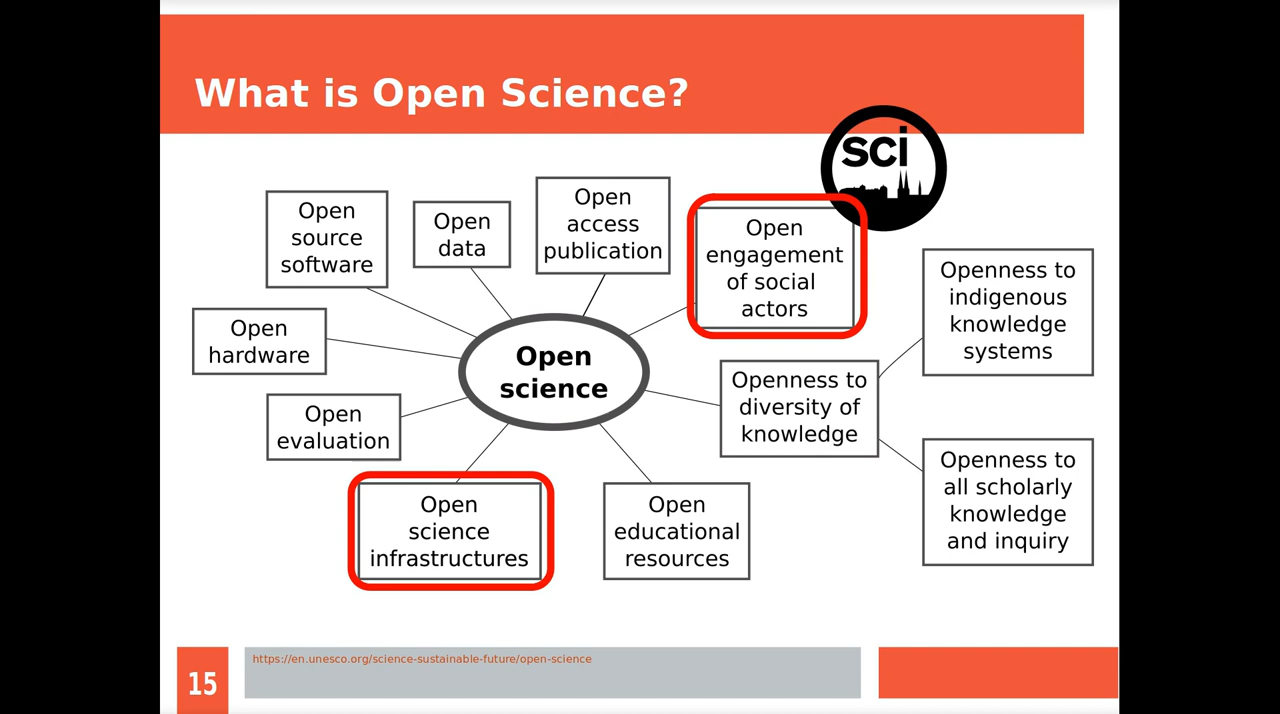 What is Open Science?
sci
Open
source
software
Open
data
Open
access
publication
Open
engagement
of social
actors
Openness to
indigenous
knowledge
systems
Open
hardware
Open
science
Openness to
diversity of
knowledge
Open
evaluation
Openness to
all scholarly
knowledge
and inquiry
Open
science
infrastructures
Open
educational
resources
https://en.unesco.org/science-sustainable-future/open-science
15